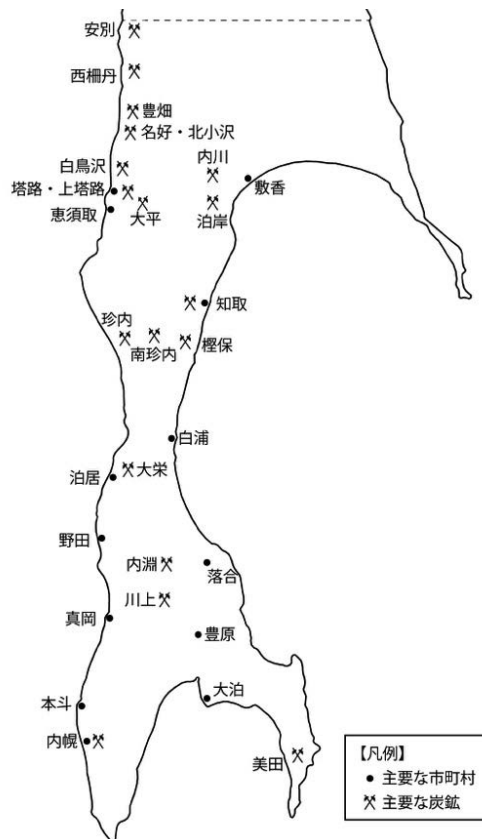 安別
西柵丹
豊畑
名好・北小沢
内川
白鳥沢
塔路・上塔路
敷香
恵須取
大平
泊岸
知取
珍内
南珍内
樫保
白浦
泊居
大栄
野田
内淵
落合
川上
真岡
豊原
大泊
本斗
内幌
美田
【凡例】
主要な市町村
主要な炭鉱